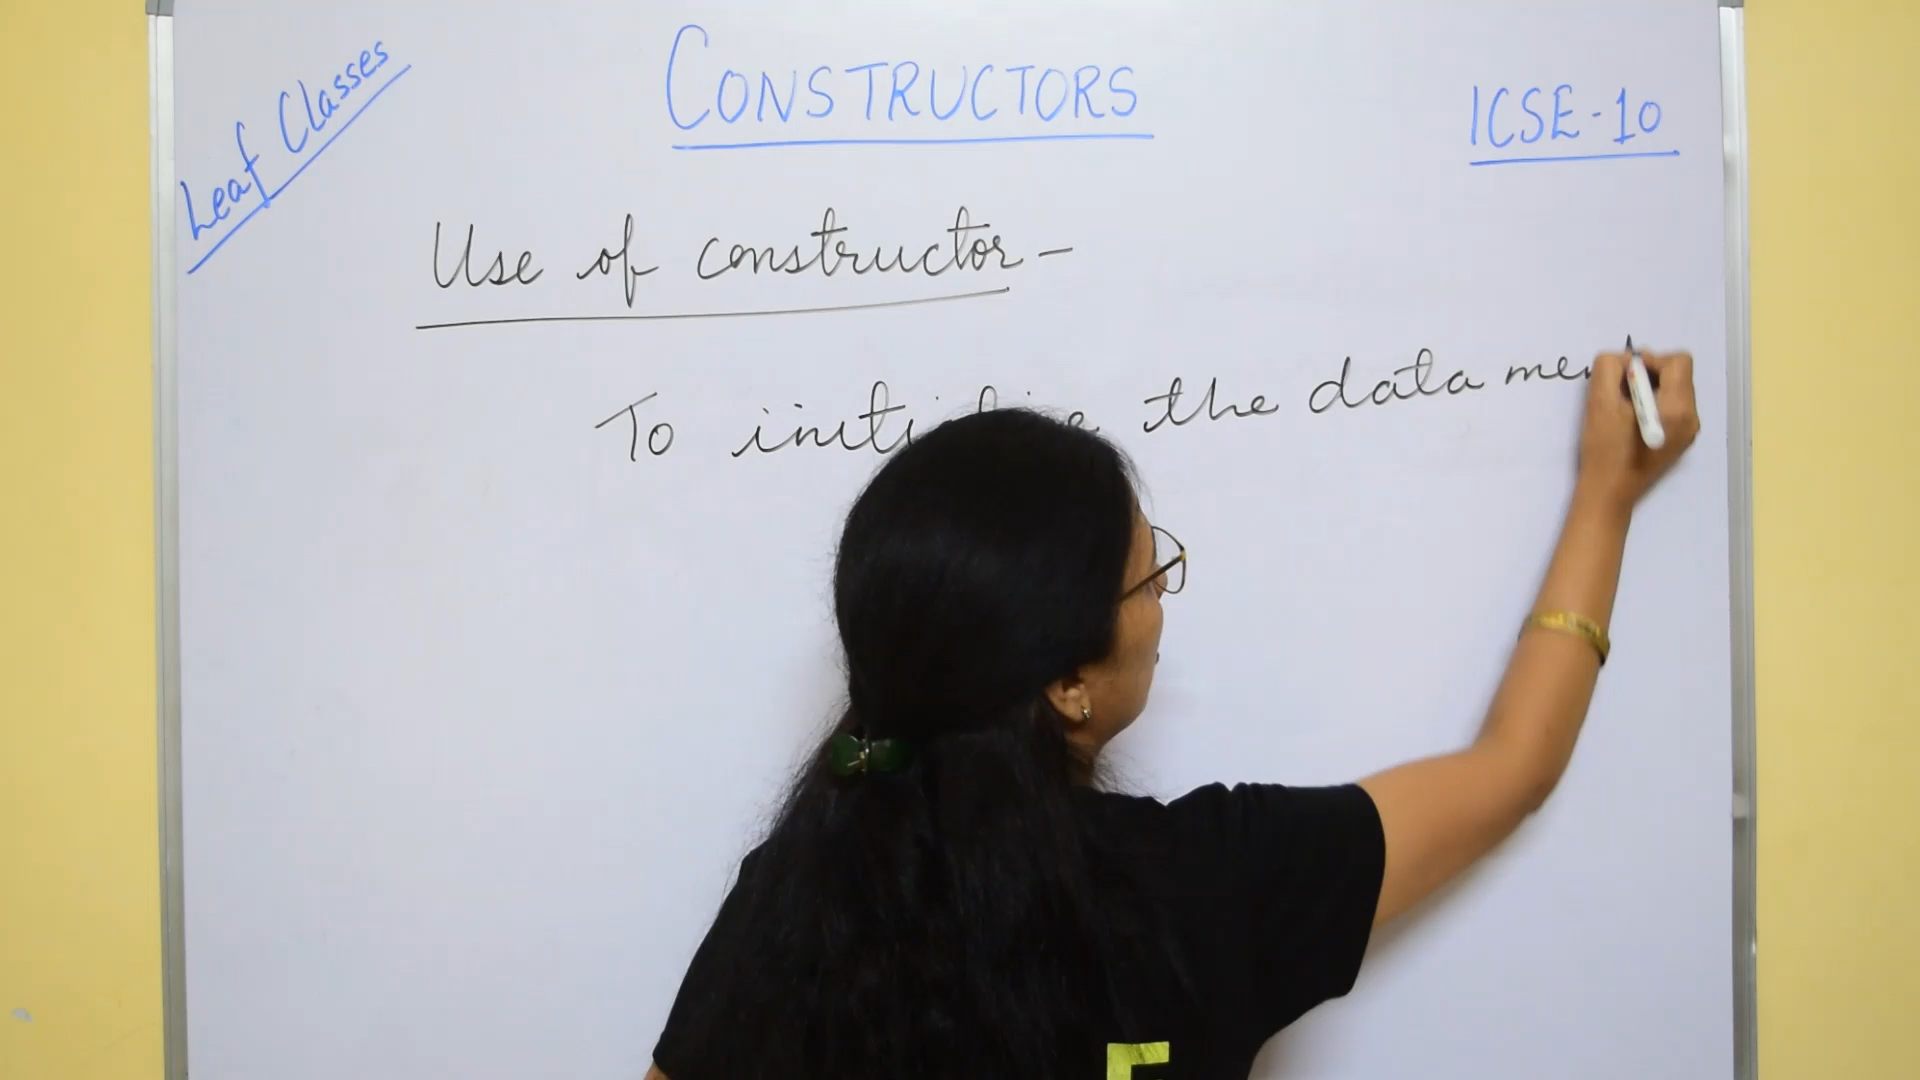 Leaf Classes
CONSTRUCTORS
ICSE-10
Use of constructor-
To the data